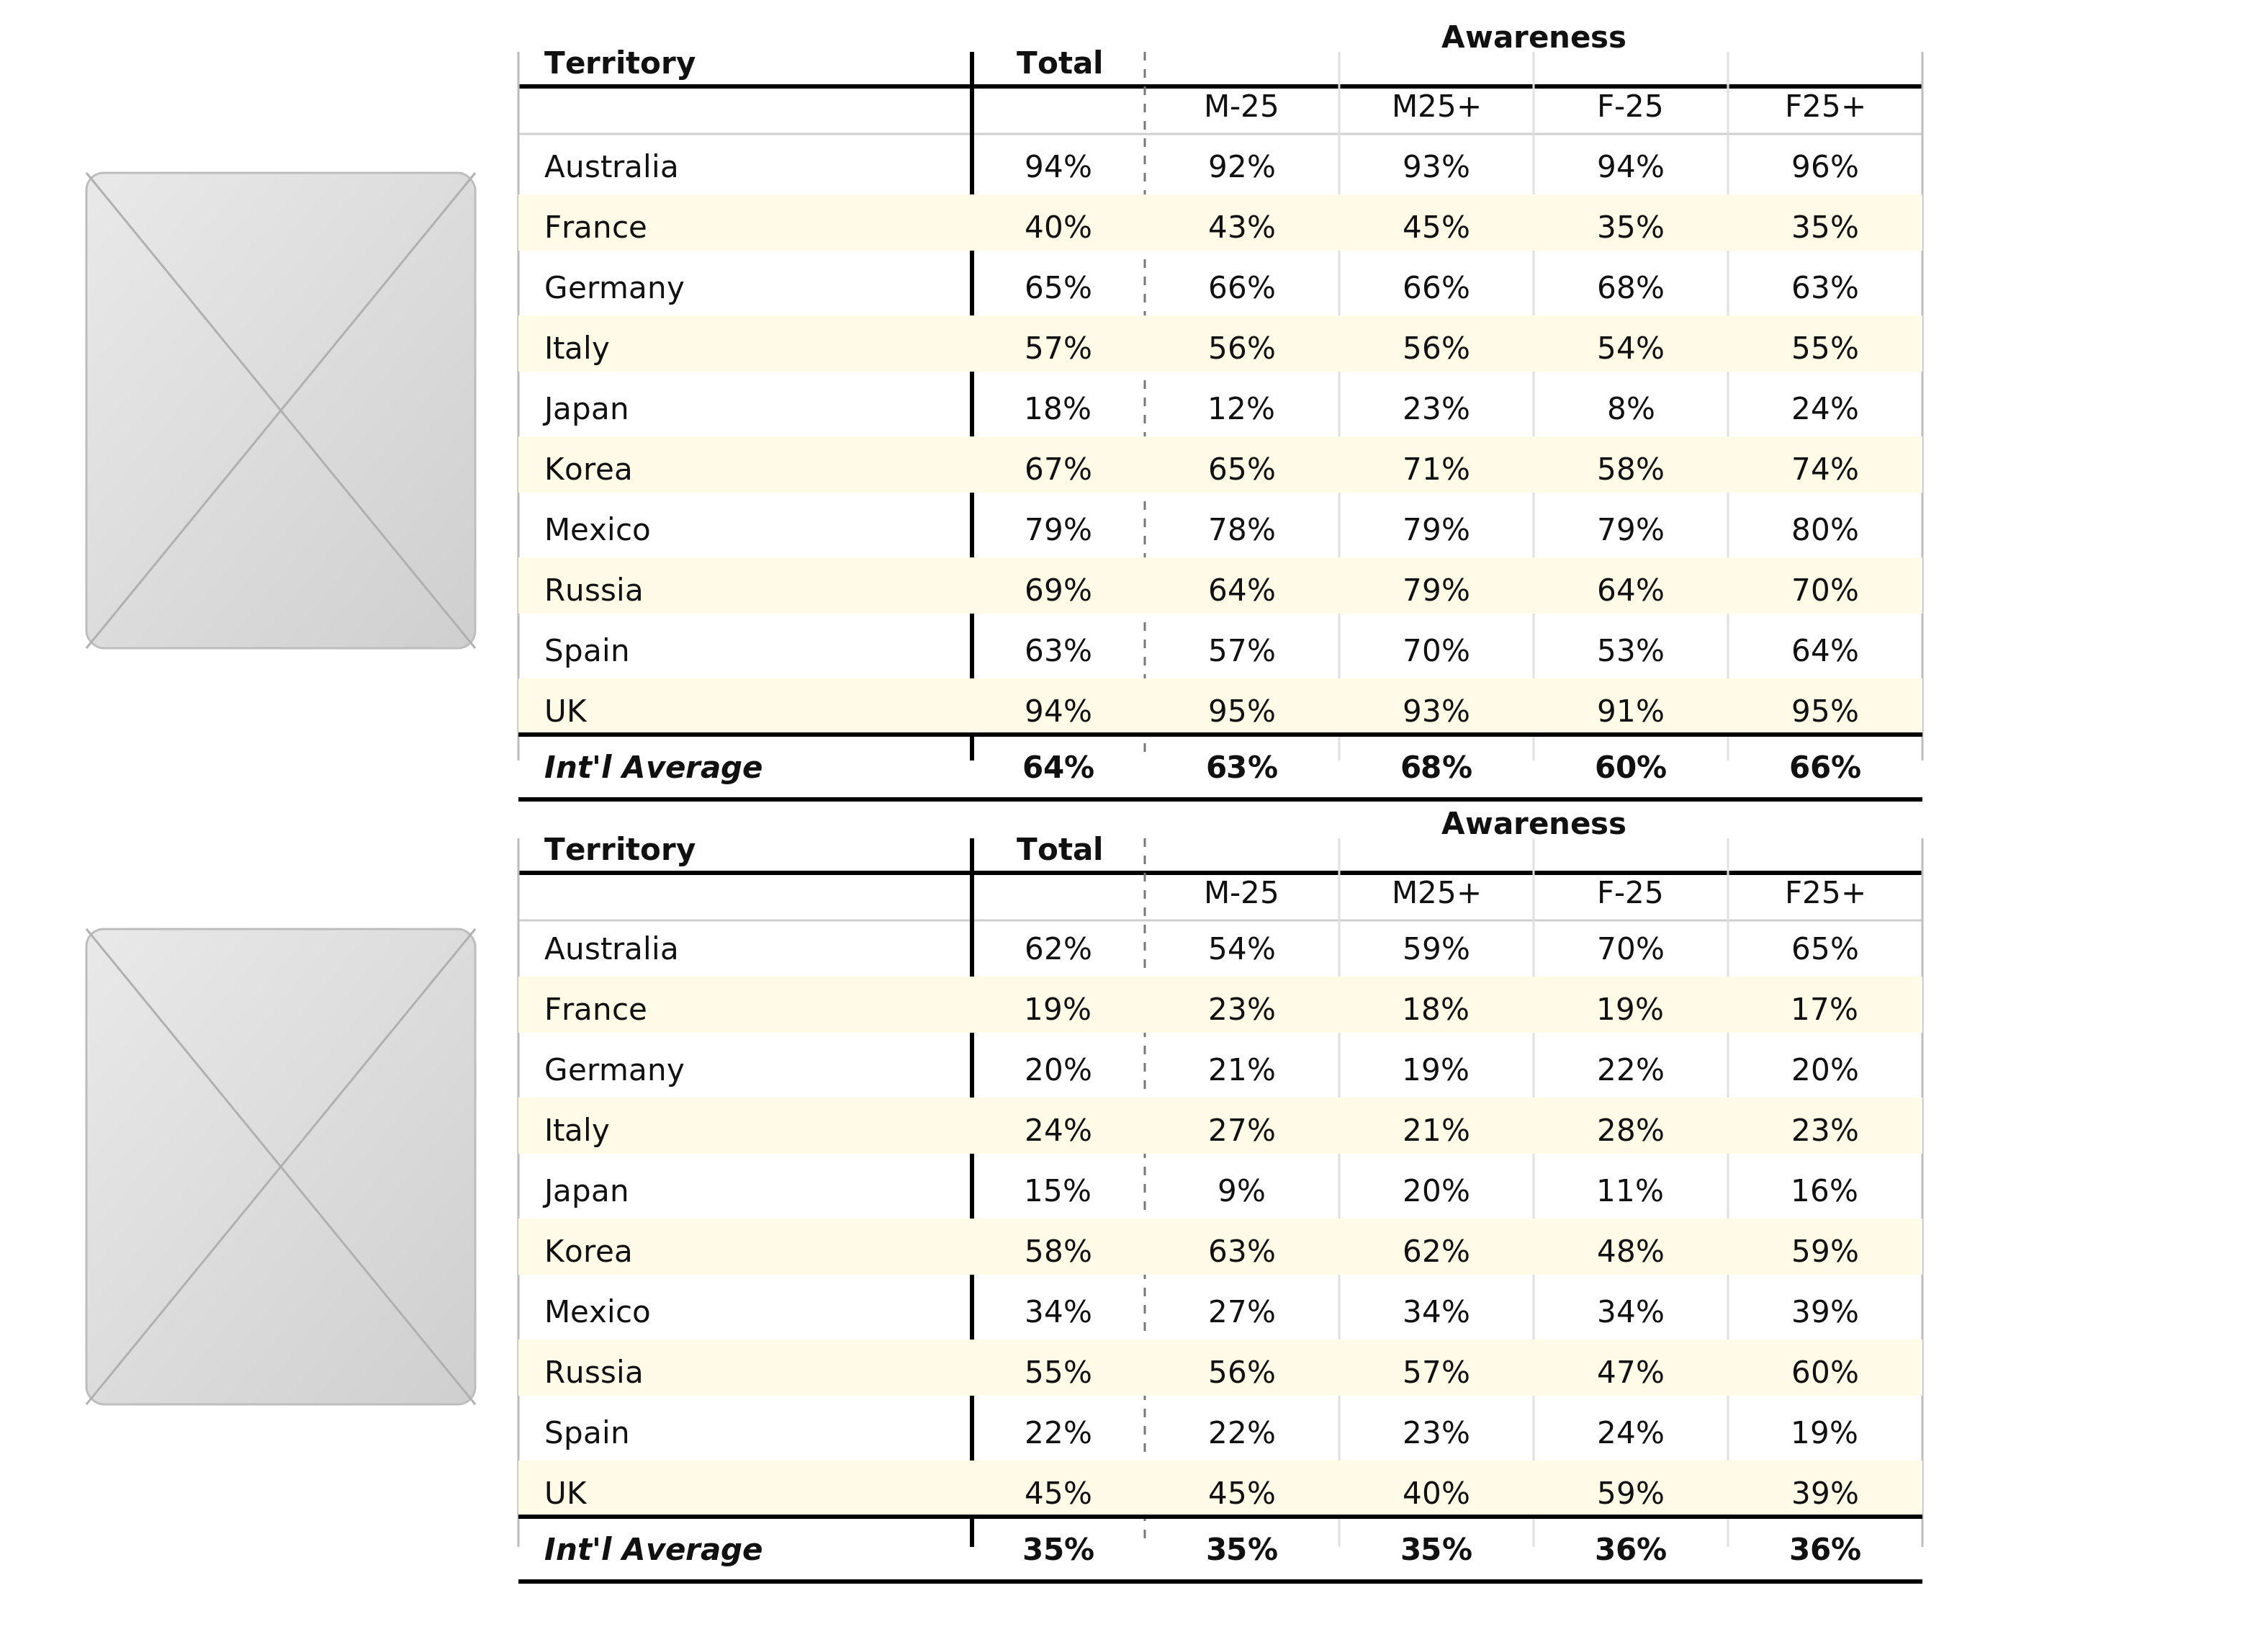 Awareness
Territory Total
M-25 M25+ F-25 F25+
Australia 94% 92% 93% 94% 96%
France 40% 43% 45% 35% 35%
Germany 65% 66% 66% 68% 63%
Italy 57% 56% 56% 54% 55%
Japan 18% 12% 23% 8% 24%
Korea 67% 65% 71% 58% 74%
Mexico 79% 78% 79% 79% 80%
Russia 69% 64% 79% 64% 70%
Spain 63% 57% 70% 53% 64%
UK 94% 95% 93% 91% 95%
Int'l Average 64% 63% 68% 60% 66%
Awareness
Territory Total
M-25 M25+ F-25 F25+
Australia 62% 54% 59% 70% 65%
France 19% 23% 18% 19% 17%
Germany 20% 21% 19% 22% 20%
Italy 24% 27% 21% 28% 23%
Japan 15% 9% 20% 11% 16%
Korea 58% 63% 62% 48% 59%
Mexico 34% 27% 34% 34% 39%
Russia 55% 56% 57% 47% 60%
Spain 22% 22% 23% 24% 19%
UK 45% 45% 40% 59% 39%
Int'l Average 35% 35% 35% 36% 36%